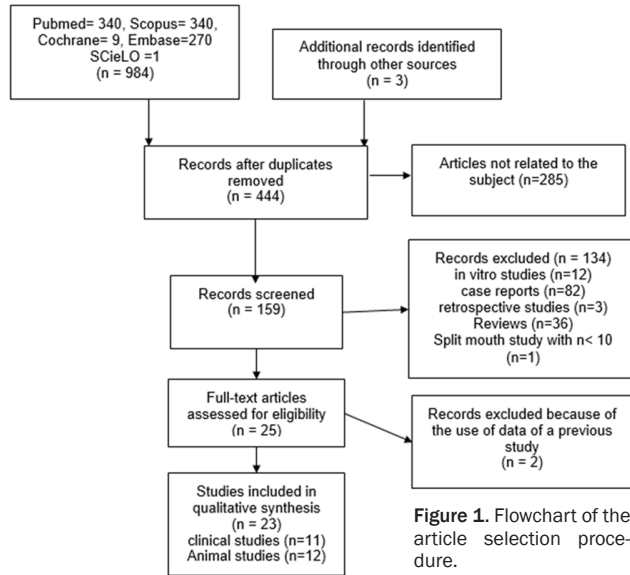 Pubmed= 340, Scopus= 340,
Cochrane= 9, Embase=270
SCieLO =1
(n = 984)
Additional records identified
through other sources
(n = 3)
Records after duplicates
removed
(n = 444)
Articles not related to the
subject (n=285)
Records screened
(n = 159)
Records excluded (n = 134)
in vitro studies (n=12)
case reports (n=82)
retrospective studies (n=3)
Reviews (n=36)
Split mouth study with n< 10
(n=1)
Full-text articles
assessed for eligibility
(n = 25)
Records excluded because of
the use of data of a previous
study
(n = 2)
Studies included in
qualitative synthesis
(n = 23)
clinical studies (n=11)
Animal studies (n=12)
Figure 1. Flowchart of the
article selection proce-
dure.